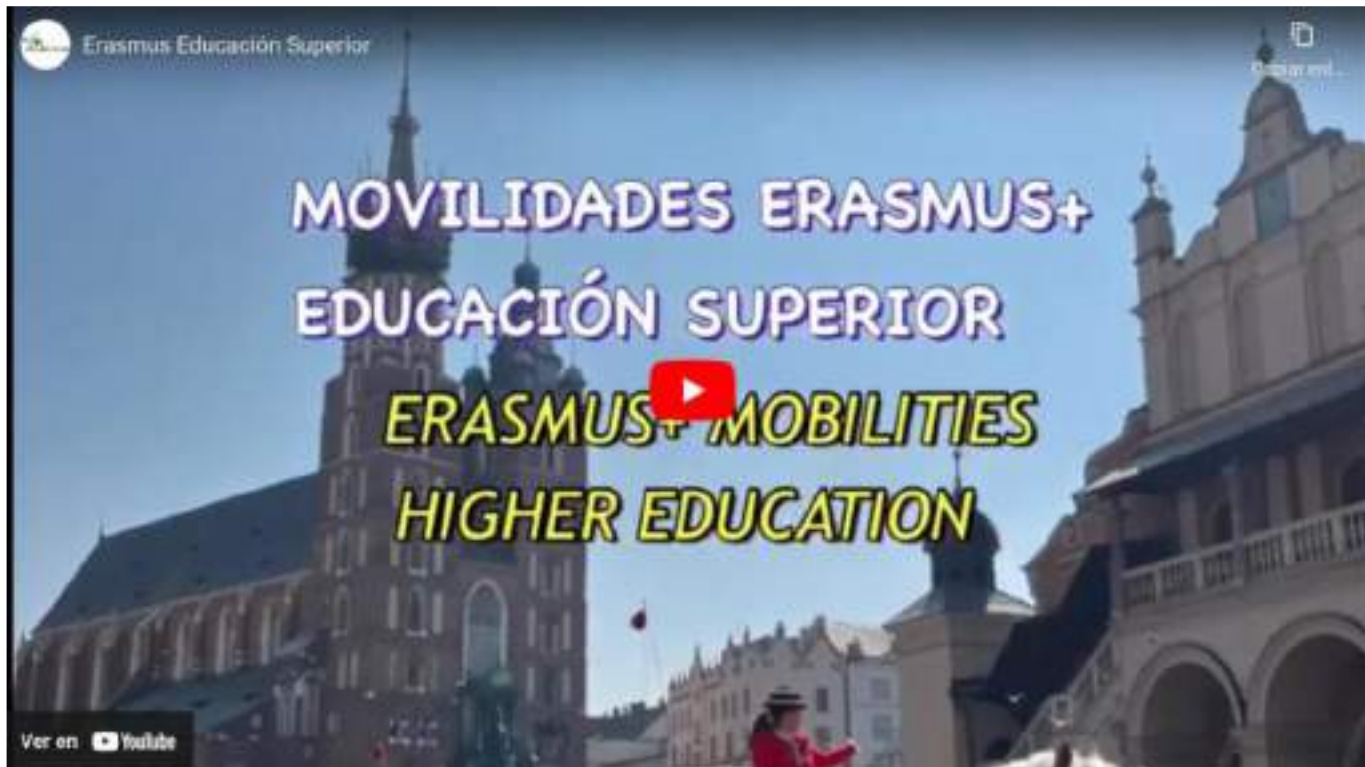 Erasmus Educación Superior
MOVILIDADES ERASMUS+
EDUCACIÓN SUPERIOR
ERASMUS+ MOBILITIES
HIGHER EDUCATION
Ver en YouTube